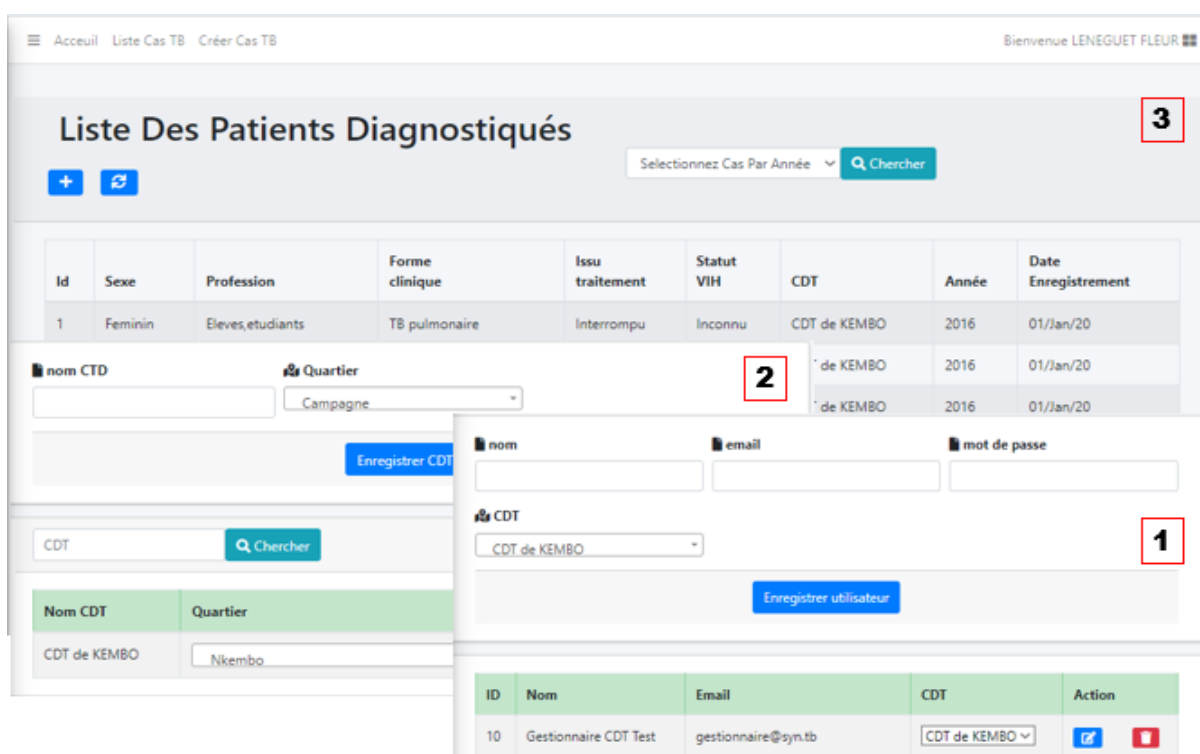 Acceuil Liste Cas TB Créer Cas TB Bienvenue LENEGUET FLEUR
3
Liste Des Patients Diagnostiqués
Selectionnez Cas Par Année Chercher
Id Sexe Profession Forme clinique Issu traitement Statut VIH CDT Année Date Enregistrement
1 Feminin Eleves,etudiants TB pulmonaire Interrompu Inconnu CDT de KEMBO 2016 01/Jan/20
de KEMBO 2016 01/Jan/20
de KEMBO 2016 01/Jan/20
2
nom CTD Quartier
Campagne
Enregistrer CDT
CDT Chercher
Nom CDT Quartier
CDT de KEMBO Nkembo
1
nom email mot de passe
CDT
CDT de KEMBO
Enregistrer utilisateur
ID Nom Email CDT Action
10 Gestionnaire CDT Test gestionnaire@syn.tb CDT de KEMBO